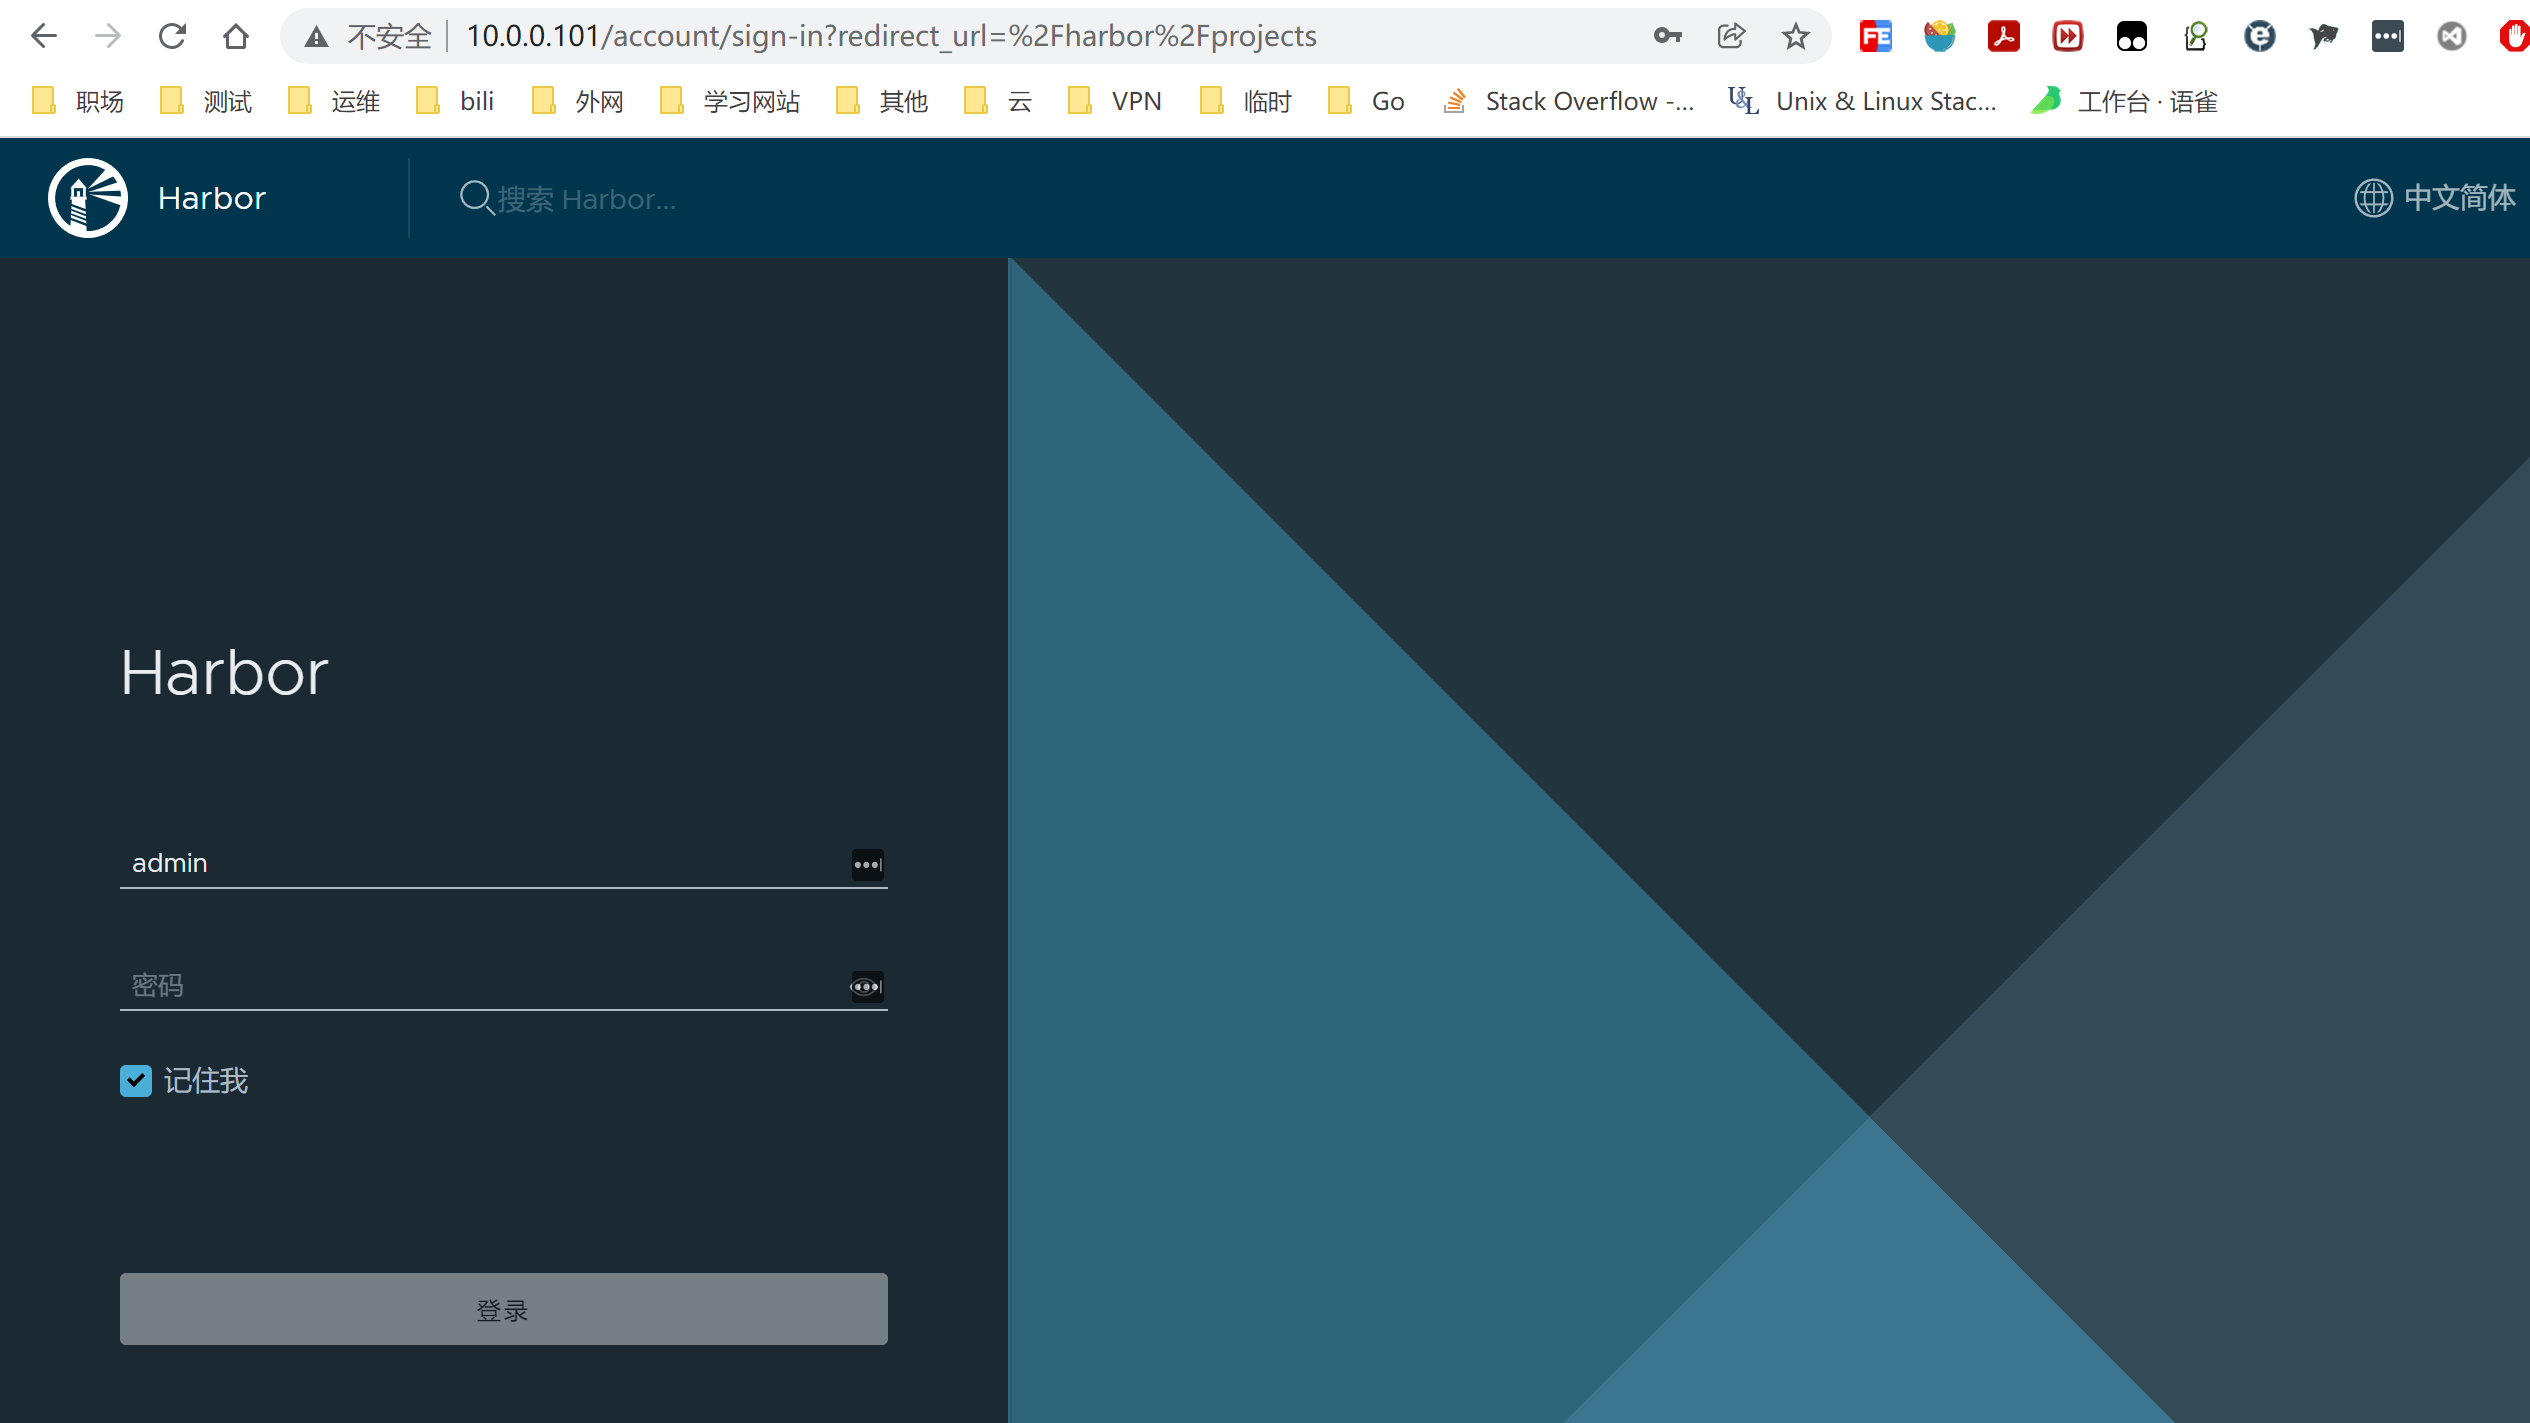 不安全 10.0.0.101/account/sign-in?redirect_url=%2Fharbor%2Fprojects
FE
职场 测试 运维 bili 外网 学习网站 其他 云 VPN 临时 Go Stack Overflow -... Unix & Linux Stac... 工作台 · 语雀
Harbor 搜索 Harbor... 中文简体
Harbor
admin
密码
记住我
登录